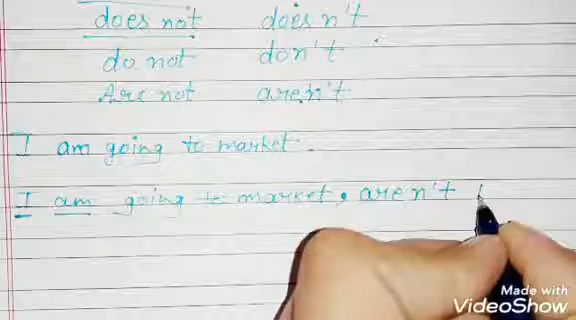 does not does n't
do not don't
Are not aren't
I am going to market.
I am going to market, aren't
Made with
VideoShow